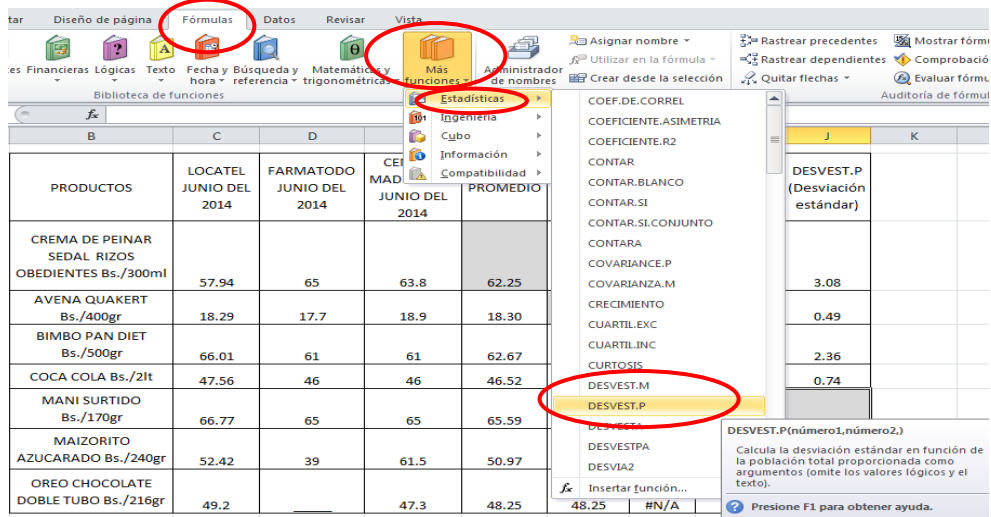 tar Diseño de página Fórmulas Datos Revisar Vista
es Financieras Lógicas Texto Fecha y hora Búsqueda y referencia Matemáticas y trigonométricas Más funciones Administrador de nombres
Asignar nombre
Utilizar en la fórmula
Crear desde la selección
Rastrear precedentes
Rastrear dependientes
Quitar flechas
Mostrar fórmu
Comprobació
Evaluar fórmu
Biblioteca de funciones
Auditoría de fórmul
Estadísticas
Ingeniería
Cubo
Información
Compatibilidad
COEF.DE.CORREL
COEFICIENTE.ASIMETRIA
COEFICIENTE.R2
CONTAR
CONTAR.BLANCO
CONTAR.SI
CONTAR.SI.CONJUNTO
CONTARA
COVARIANCE.P
COVARIANZA.M
CRECIMIENTO
CUARTIL.EXC
CUARTIL.INC
CURTOSIS
DESVEST.M
DESVEST.P
DESVESTA
DESVESTPA
DESVIA2
fx Insertar función...
DESVEST.P(número1,número2,)
Calcula la desviación estándar en función de
la población total proporcionada como
argumentos (omite los valores lógicos y el
texto).
Presione F1 para obtener ayuda.
fx
B C D J K
PRODUCTOS
LOCATEL
JUNIO DEL
2014
FARMATODO
JUNIO DEL
2014
CE
MAD
JUNIO DEL
2014
PROMEDIO
DESVEST.P
(Desviación
estándar)
CREMA DE PEINAR
SEDAL RIZOS
OBEDIENTES Bs./300ml
57.94 65 63.8 62.25 3.08
AVENA QUAKERT
Bs./400gr
18.29 17.7 18.9 18.30 0.49
BIMBO PAN DIET
Bs./500gr
66.01 61 61 62.67 2.36
COCA COLA Bs./2lt 47.56 46 46 46.52 0.74
MANI SURTIDO
Bs./170gr
66.77 65 65 65.59
MAIZORITO
AZUCARADO Bs./240gr
52.42 39 61.5 50.97
OREO CHOCOLATE
DOBLE TUBO Bs./216gr
49.2 47.3 48.25 48.25 #N/A